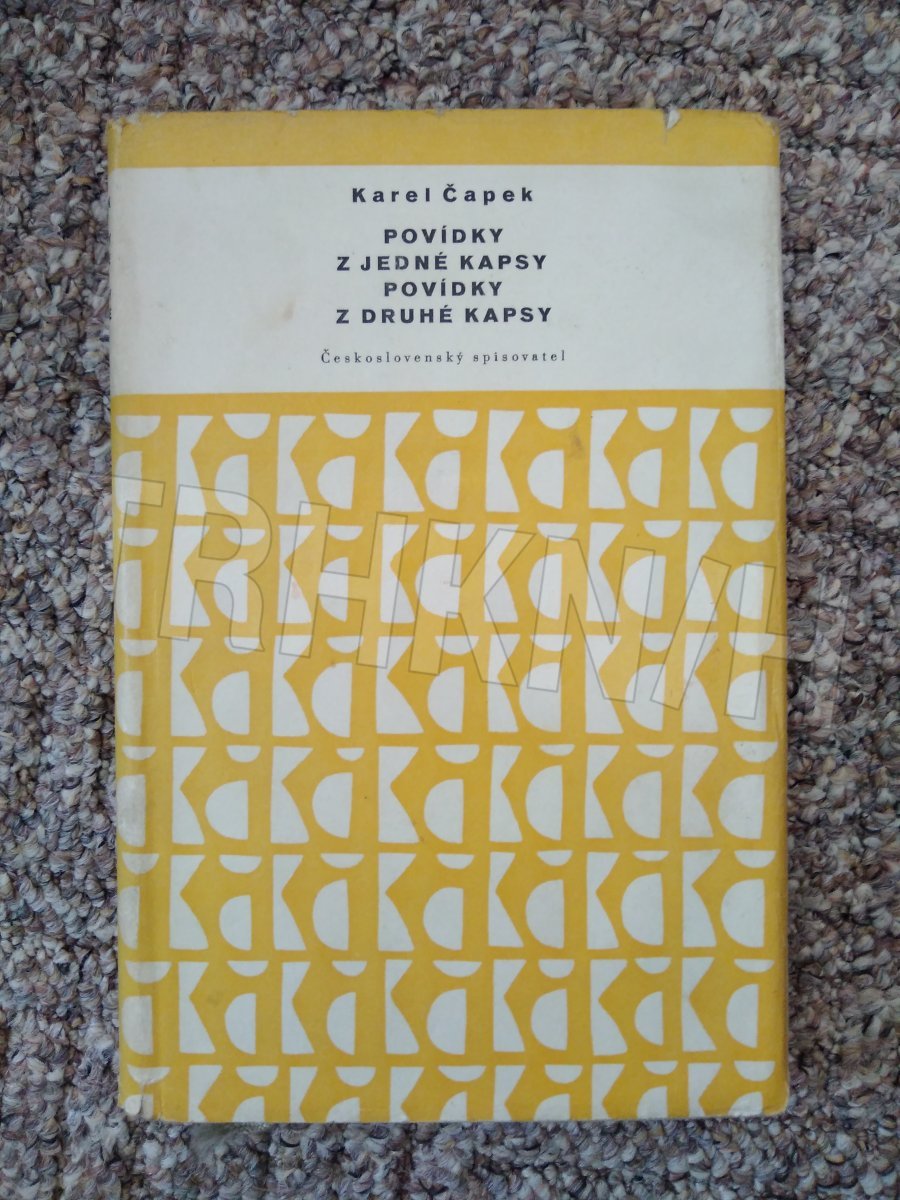 Karel Čapek
POVÍDKY
Z JEDNÉ KAPSY
POVÍDKY
Z DRUHÉ KAPSY
Československý spisovatel
TRHKNIH